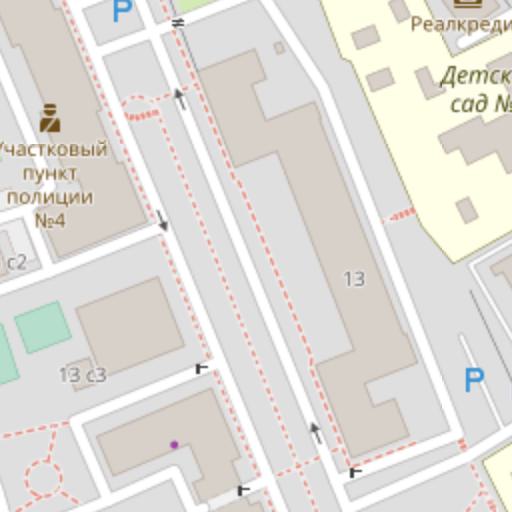 P
Реалкреди
Детск
сад №
Участковый
пункт
полиции
№4
с2
13
13 с3
P